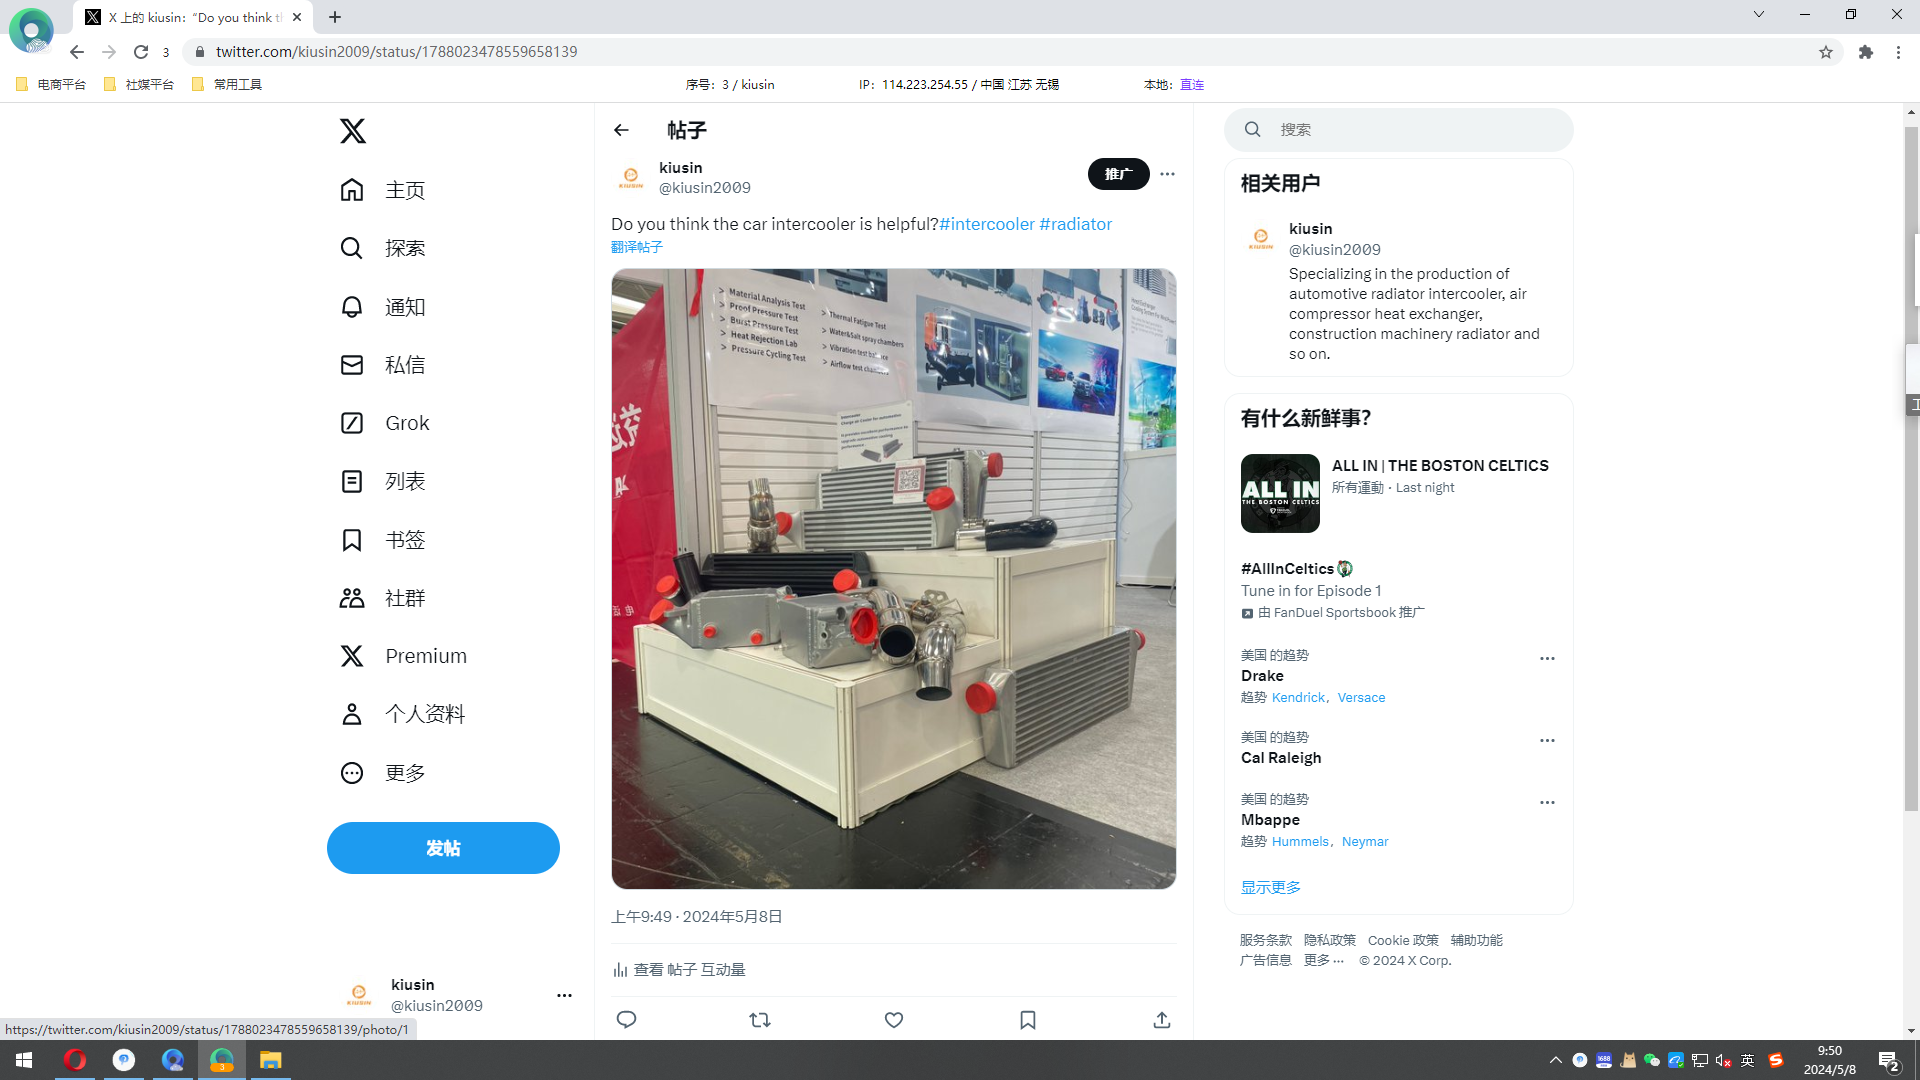 X 上的 kiusin："Do you think th
3
twitter.com/kiusin2009/status/1788023478559658139
电商平台
社媒平台
常用工具
序号：3 / kiusin
IP：114.223.254.55 / 中国 江苏 无锡
本地：直连
主页
探索
通知
私信
Grok
列表
书签
社群
Premium
个人资料
更多
发帖
kiusin
@kiusin2009
https://twitter.com/kiusin2009/status/1788023478559658139/photo/1
帖子
kiusin
@kiusin2009
推广
Do you think the car intercooler is helpful?#intercooler #radiator
翻译帖子
> Material Analysis Test
> Proof Pressure Test
> Burst Pressure Test
> Heat Rejection Lab
> Pressure Cycling Test
> Thermal Fatigue Test
> Water&Salt spray chambers
> Vibration test balance
> Airflow test chambers
上午9:49 · 2024年5月8日
查看 帖子 互动量
搜索
相关用户
KIUSIN
kiusin
@kiusin2009
Specializing in the production of
automotive radiator intercooler, air
compressor heat exchanger,
construction machinery radiator and
so on.
有什么新鲜事？
ALL IN
THE BOSTON CELTICS
ALL IN | THE BOSTON CELTICS
所有運動 · Last night
#AllInCeltics
Tune in for Episode 1
由 FanDuel Sportsbook 推广
美国 的趋势
Drake
趋势 Kendrick，Versace
美国 的趋势
Cal Raleigh
美国 的趋势
Mbappe
趋势 Hummels，Neymar
显示更多
服务条款 隐私政策 Cookie 政策 辅助功能
广告信息 更多 ··· © 2024 X Corp.
3
1688
英
9:50
2024/5/8
2